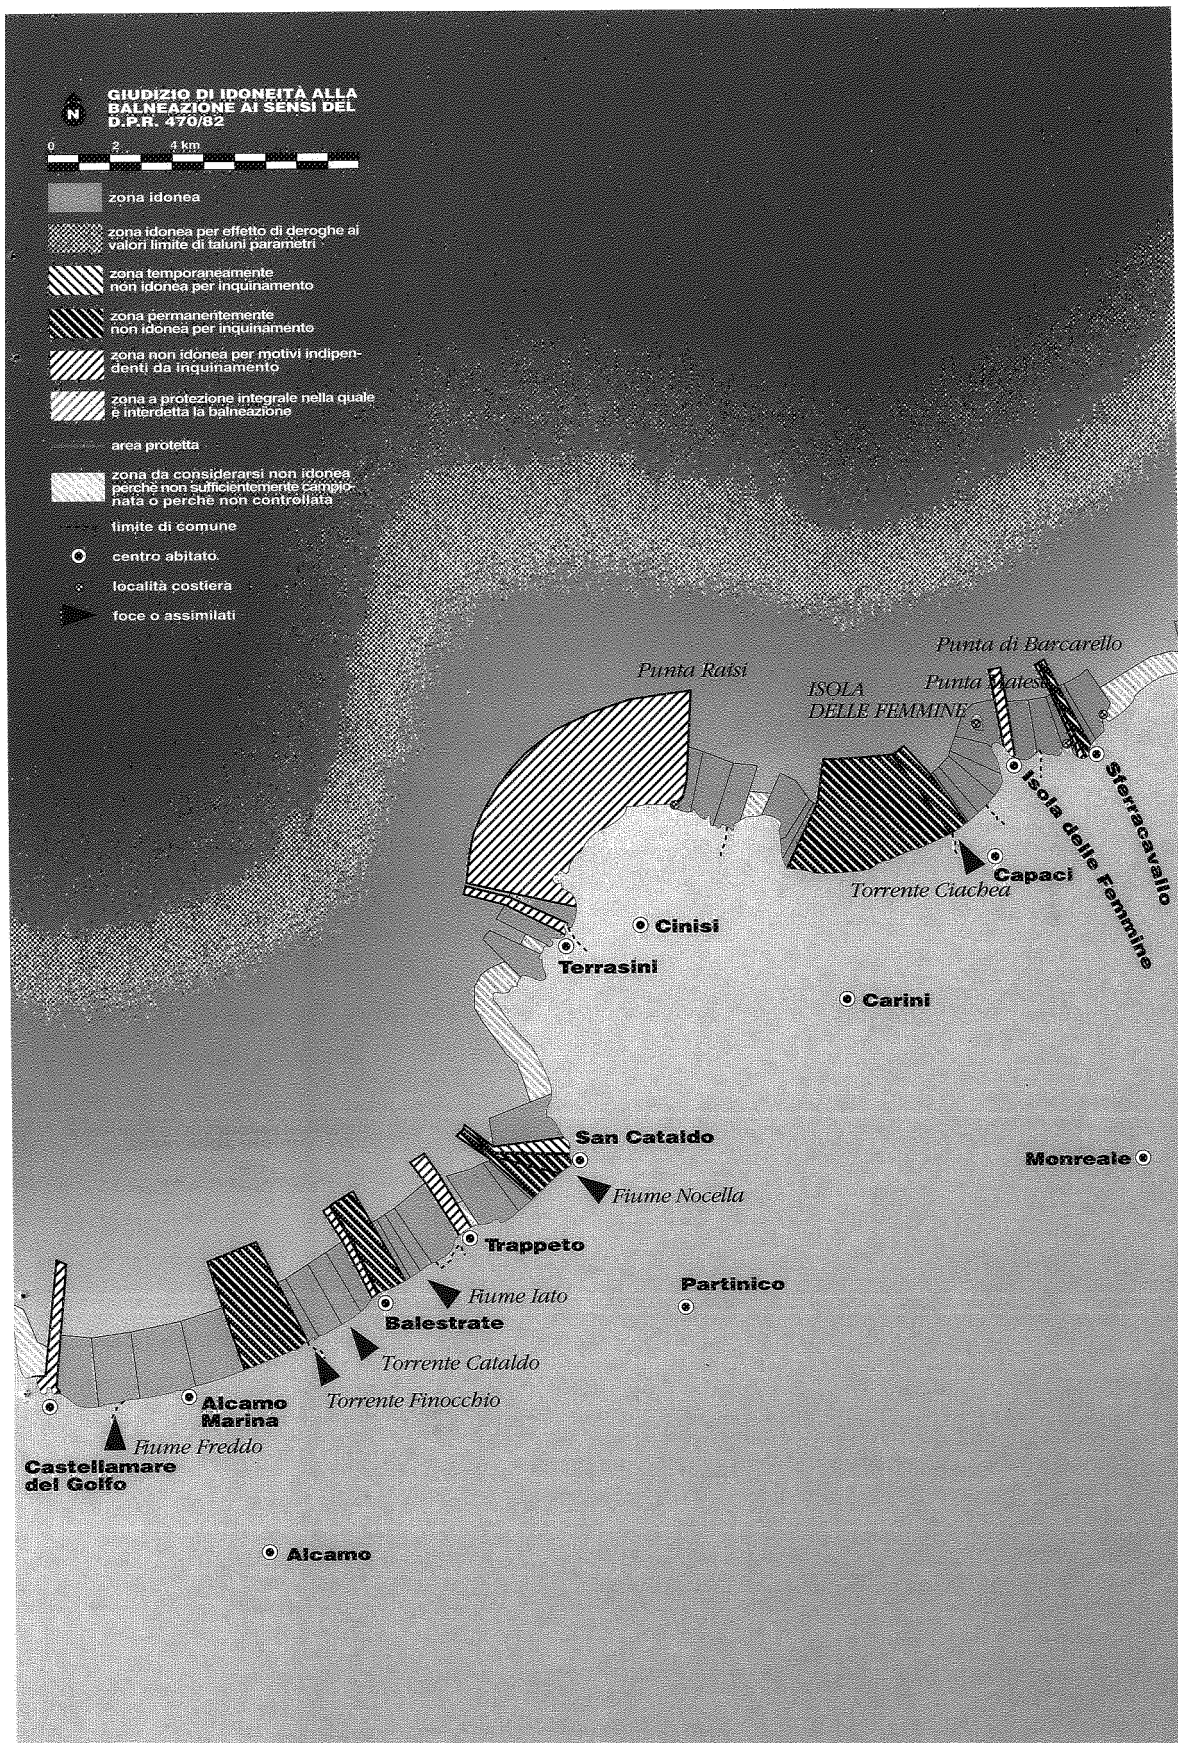 GIUDIZIO DI IDONEITÀ ALLA
BALNEAZIONE AI SENSI DEL
D.P.R. 470/82
N
0 2 4 km
zona idonea
zona idonea per effetto di deroghe ai
valori limite di taluni parametri
zona temporaneamente
non idonea per inquinamento
zona permanentemente
non idonea per inquinamento
zona non idonea per motivi indipen-
denti da inquinamento
zona a protezione integrale nella quale
è interdetta la balneazione
area protetta
zona da considerarsi non idonea
perchè non sufficientemente campio-
nata o perchè non controllata
limite di comune
centro abitato
località costiera
foce o assimilati
Punta di Barcarello
Punta Raisi
Punta Matese
ISOLA
DELLE FEMMINE
Isola delle Femmine
Sferracavallo
Capaci
Torrente Ciachea
Cinisi
Terrasini
Carini
San Cataldo
Monreale
Fiume Nocella
Trappeto
Partinico
Fiume Iato
Balestrate
Torrente Cataldo
Torrente Finocchio
Alcamo
Marina
Fiume Freddo
Castellamare
del Golfo
Alcamo